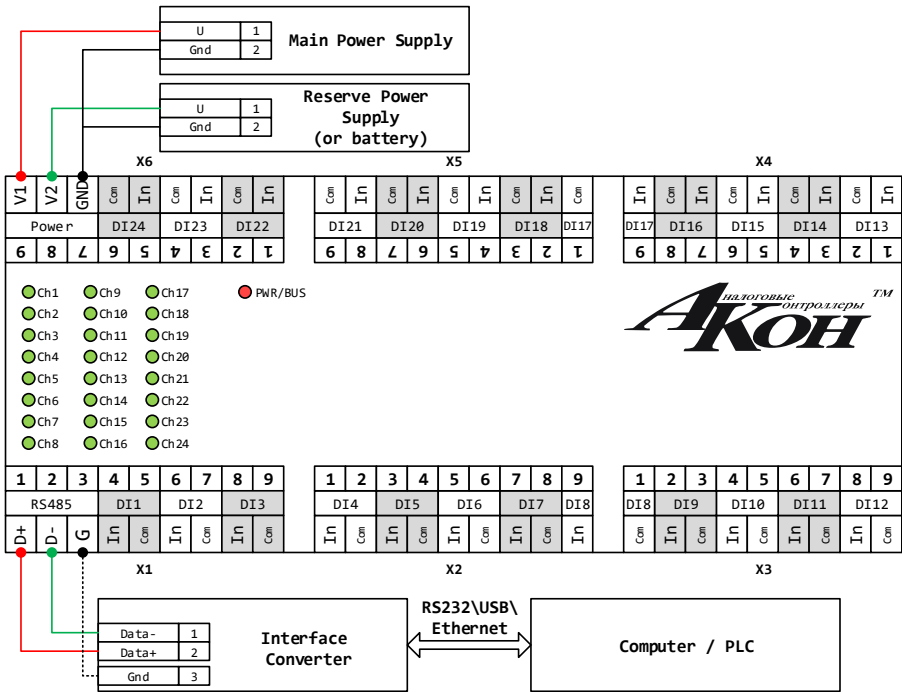 U 1
Gnd 2
Main Power Supply
U 1
Gnd 2
Reserve Power
Supply
(or battery)
X6 X5 X4
V1 V2 GND Com In Com In Com In Com In Com In Com In Com In Com In Com In Com In Com In Com In
Power DI24 DI23 DI22 DI21 DI20 DI19 DI18 DI17 DI17 DI16 DI15 DI14 DI13
9 8 7 6 5 4 3 2 1 9 8 7 6 5 4 3 2 1 9 8 7 6 5 4 3 2 1
Ch1 Ch9 Ch17 PWR/BUS
Ch2 Ch10 Ch18
Ch3 Ch11 Ch19
Ch4 Ch12 Ch20
Ch5 Ch13 Ch21
Ch6 Ch14 Ch22
Ch7 Ch15 Ch23
Ch8 Ch16 Ch24
Аналоговые Контроллеры TM
АКОН
1 2 3 4 5 6 7 8 9 1 2 3 4 5 6 7 8 9 1 2 3 4 5 6 7 8 9
RS485 DI1 DI2 DI3 DI4 DI5 DI6 DI7 DI8 DI8 DI9 DI10 DI11 DI12
D+ D- G In Com In Com In Com In Com In Com In Com In Com In Com In Com In Com In Com In Com
X1 X2 X3
Data- 1
Data+ 2
Gnd 3
Interface
Converter
RS232\USB\
Ethernet
Computer / PLC